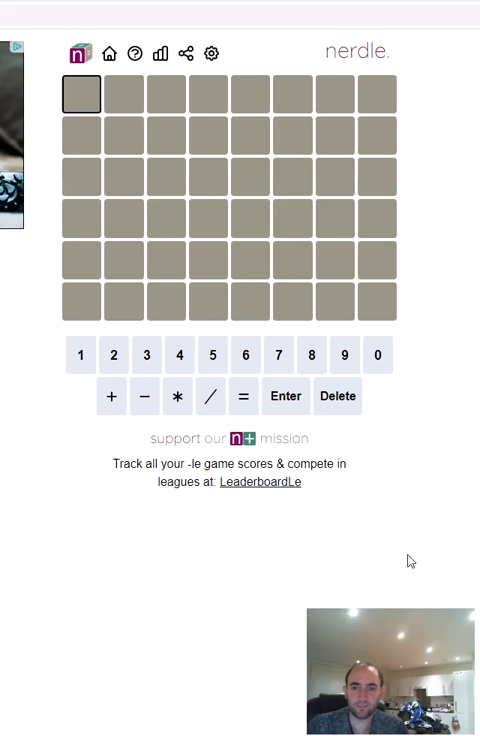 n nerdle.
1 2 3 4 5 6 7 8 9 0
+ − * / = Enter Delete
support our n+ mission
Track all your -le game scores & compete in
leagues at: LeaderboardLe